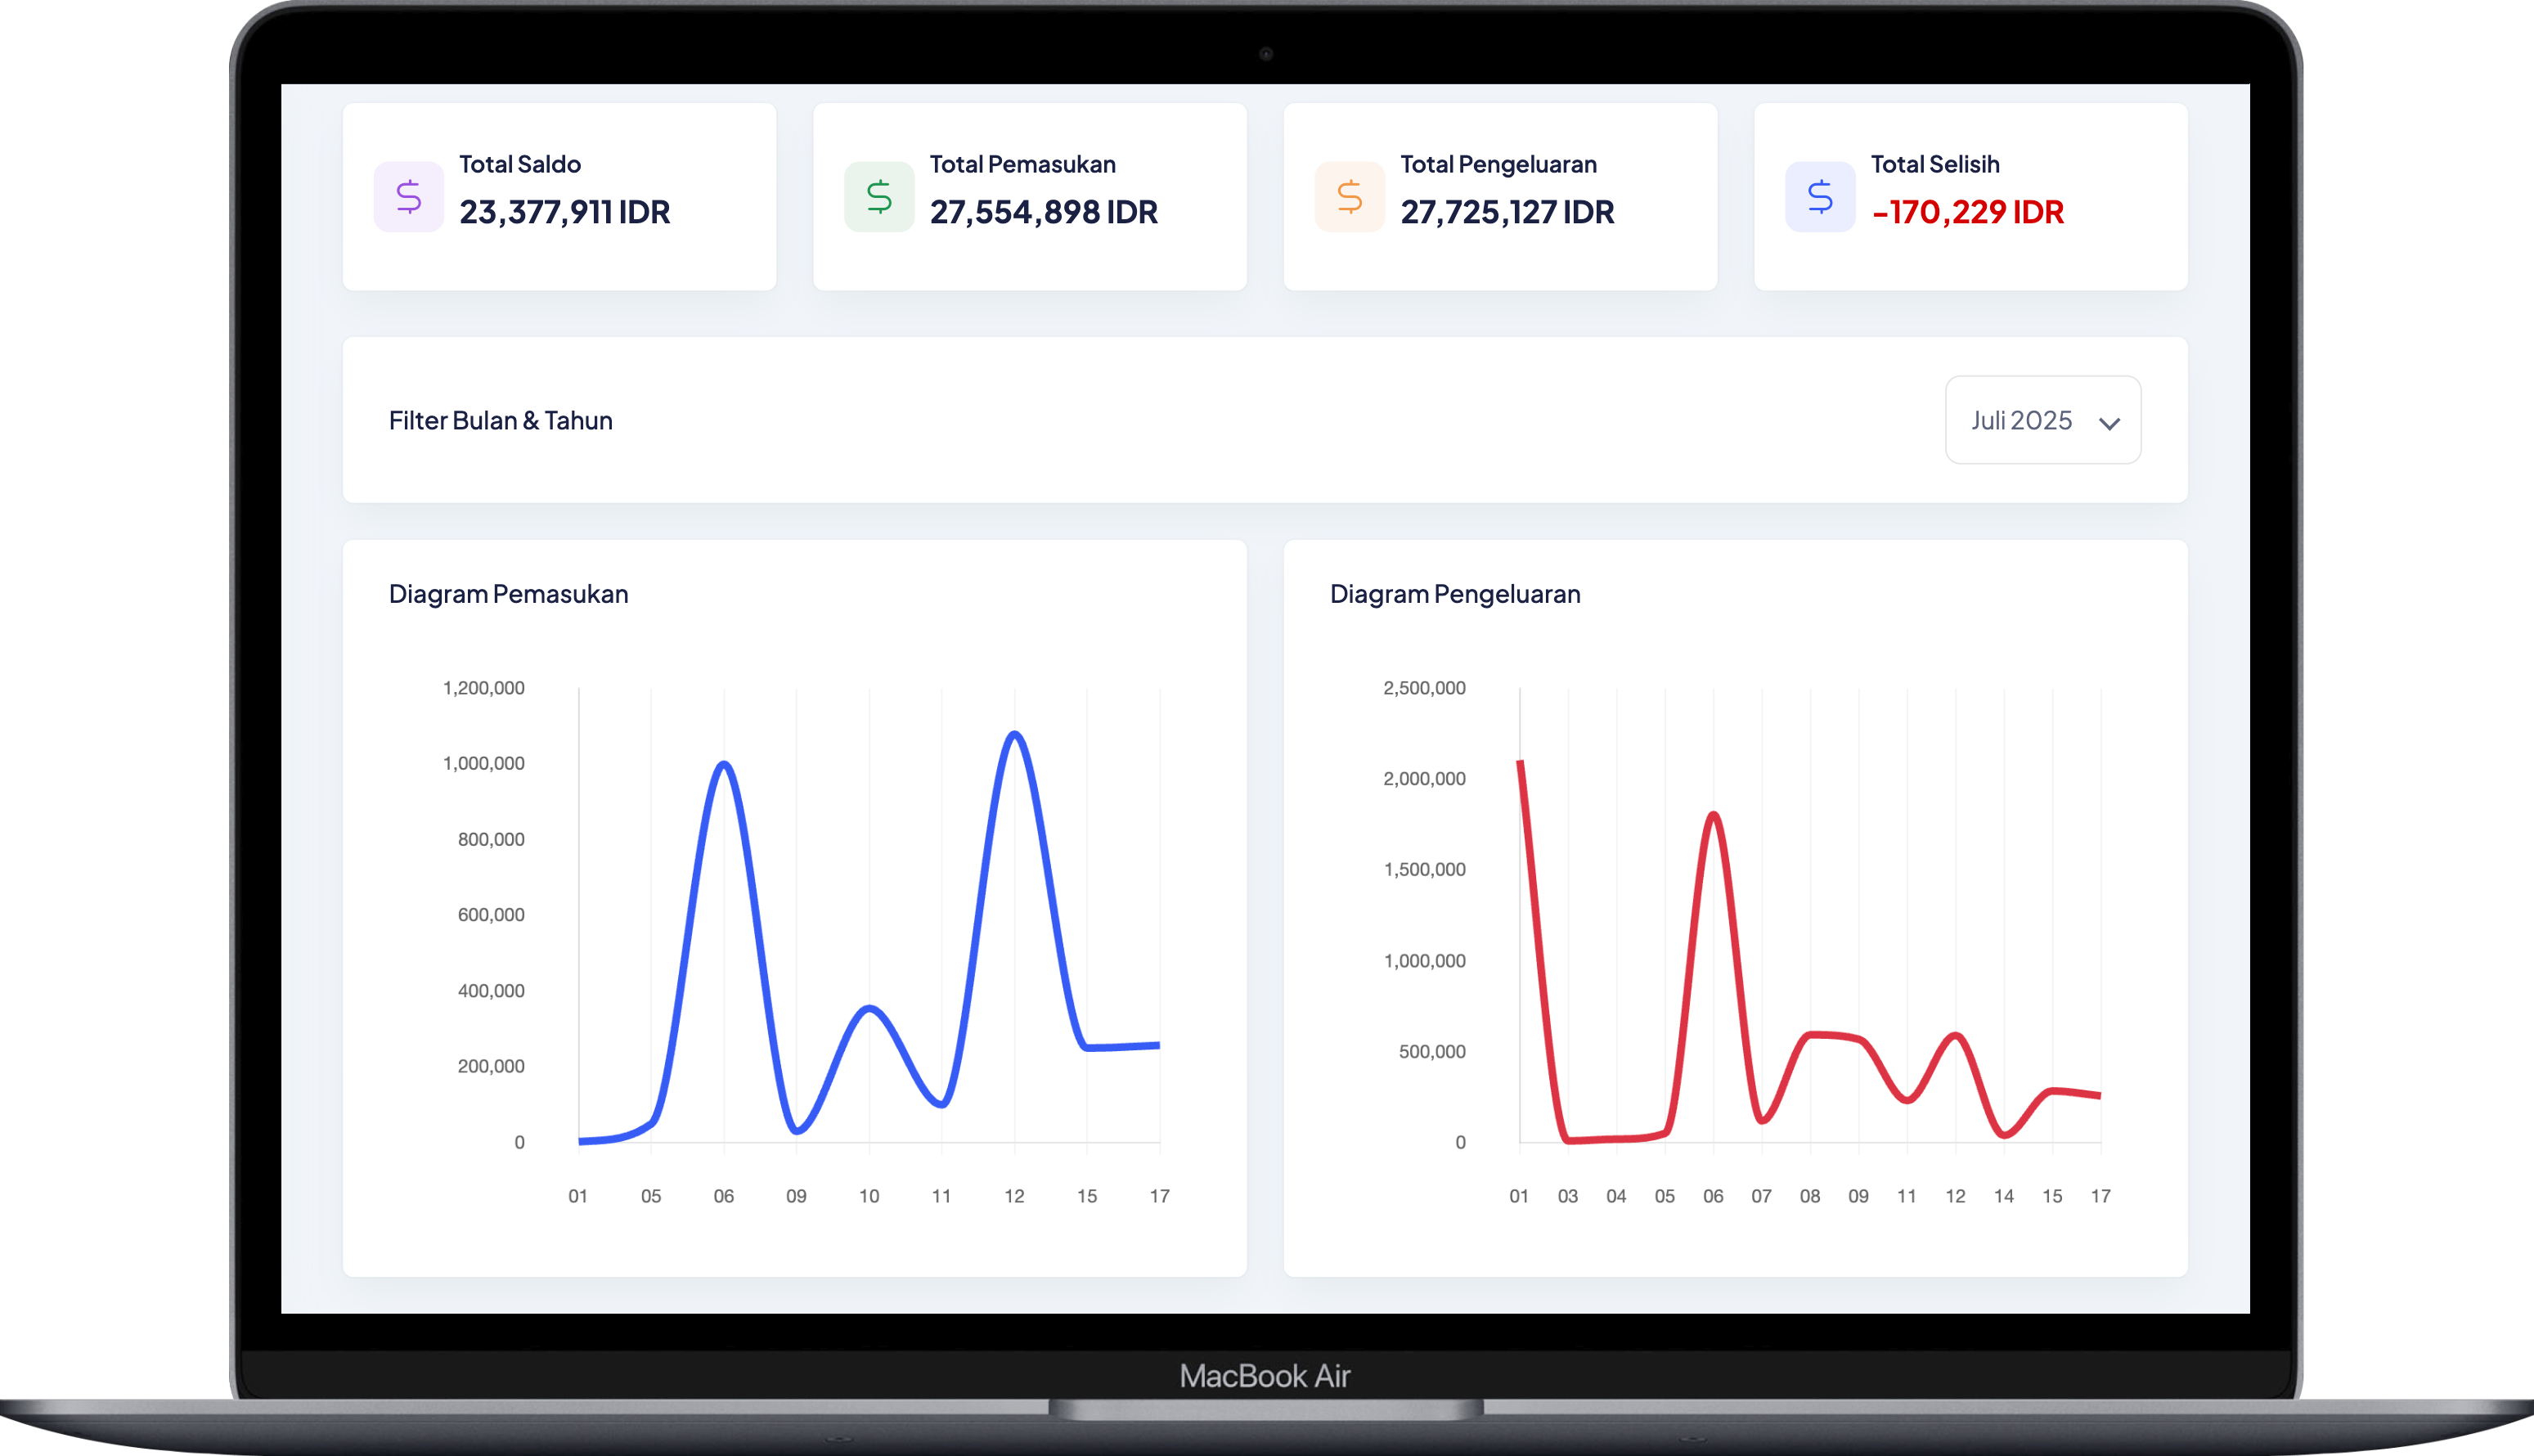 Total Saldo
23,377,911 IDR
Total Pemasukan
27,554,898 IDR
Total Pengeluaran
27,725,127 IDR
Total Selisih
-170,229 IDR
Filter Bulan & Tahun
Juli 2025
Diagram Pemasukan
1,200,000
1,000,000
800,000
600,000
400,000
200,000
0
01 05 06 09 10 11 12 15 17
Diagram Pengeluaran
2,500,000
2,000,000
1,500,000
1,000,000
500,000
0
01 03 04 05 06 07 08 09 11 12 14 15 17
MacBook Air